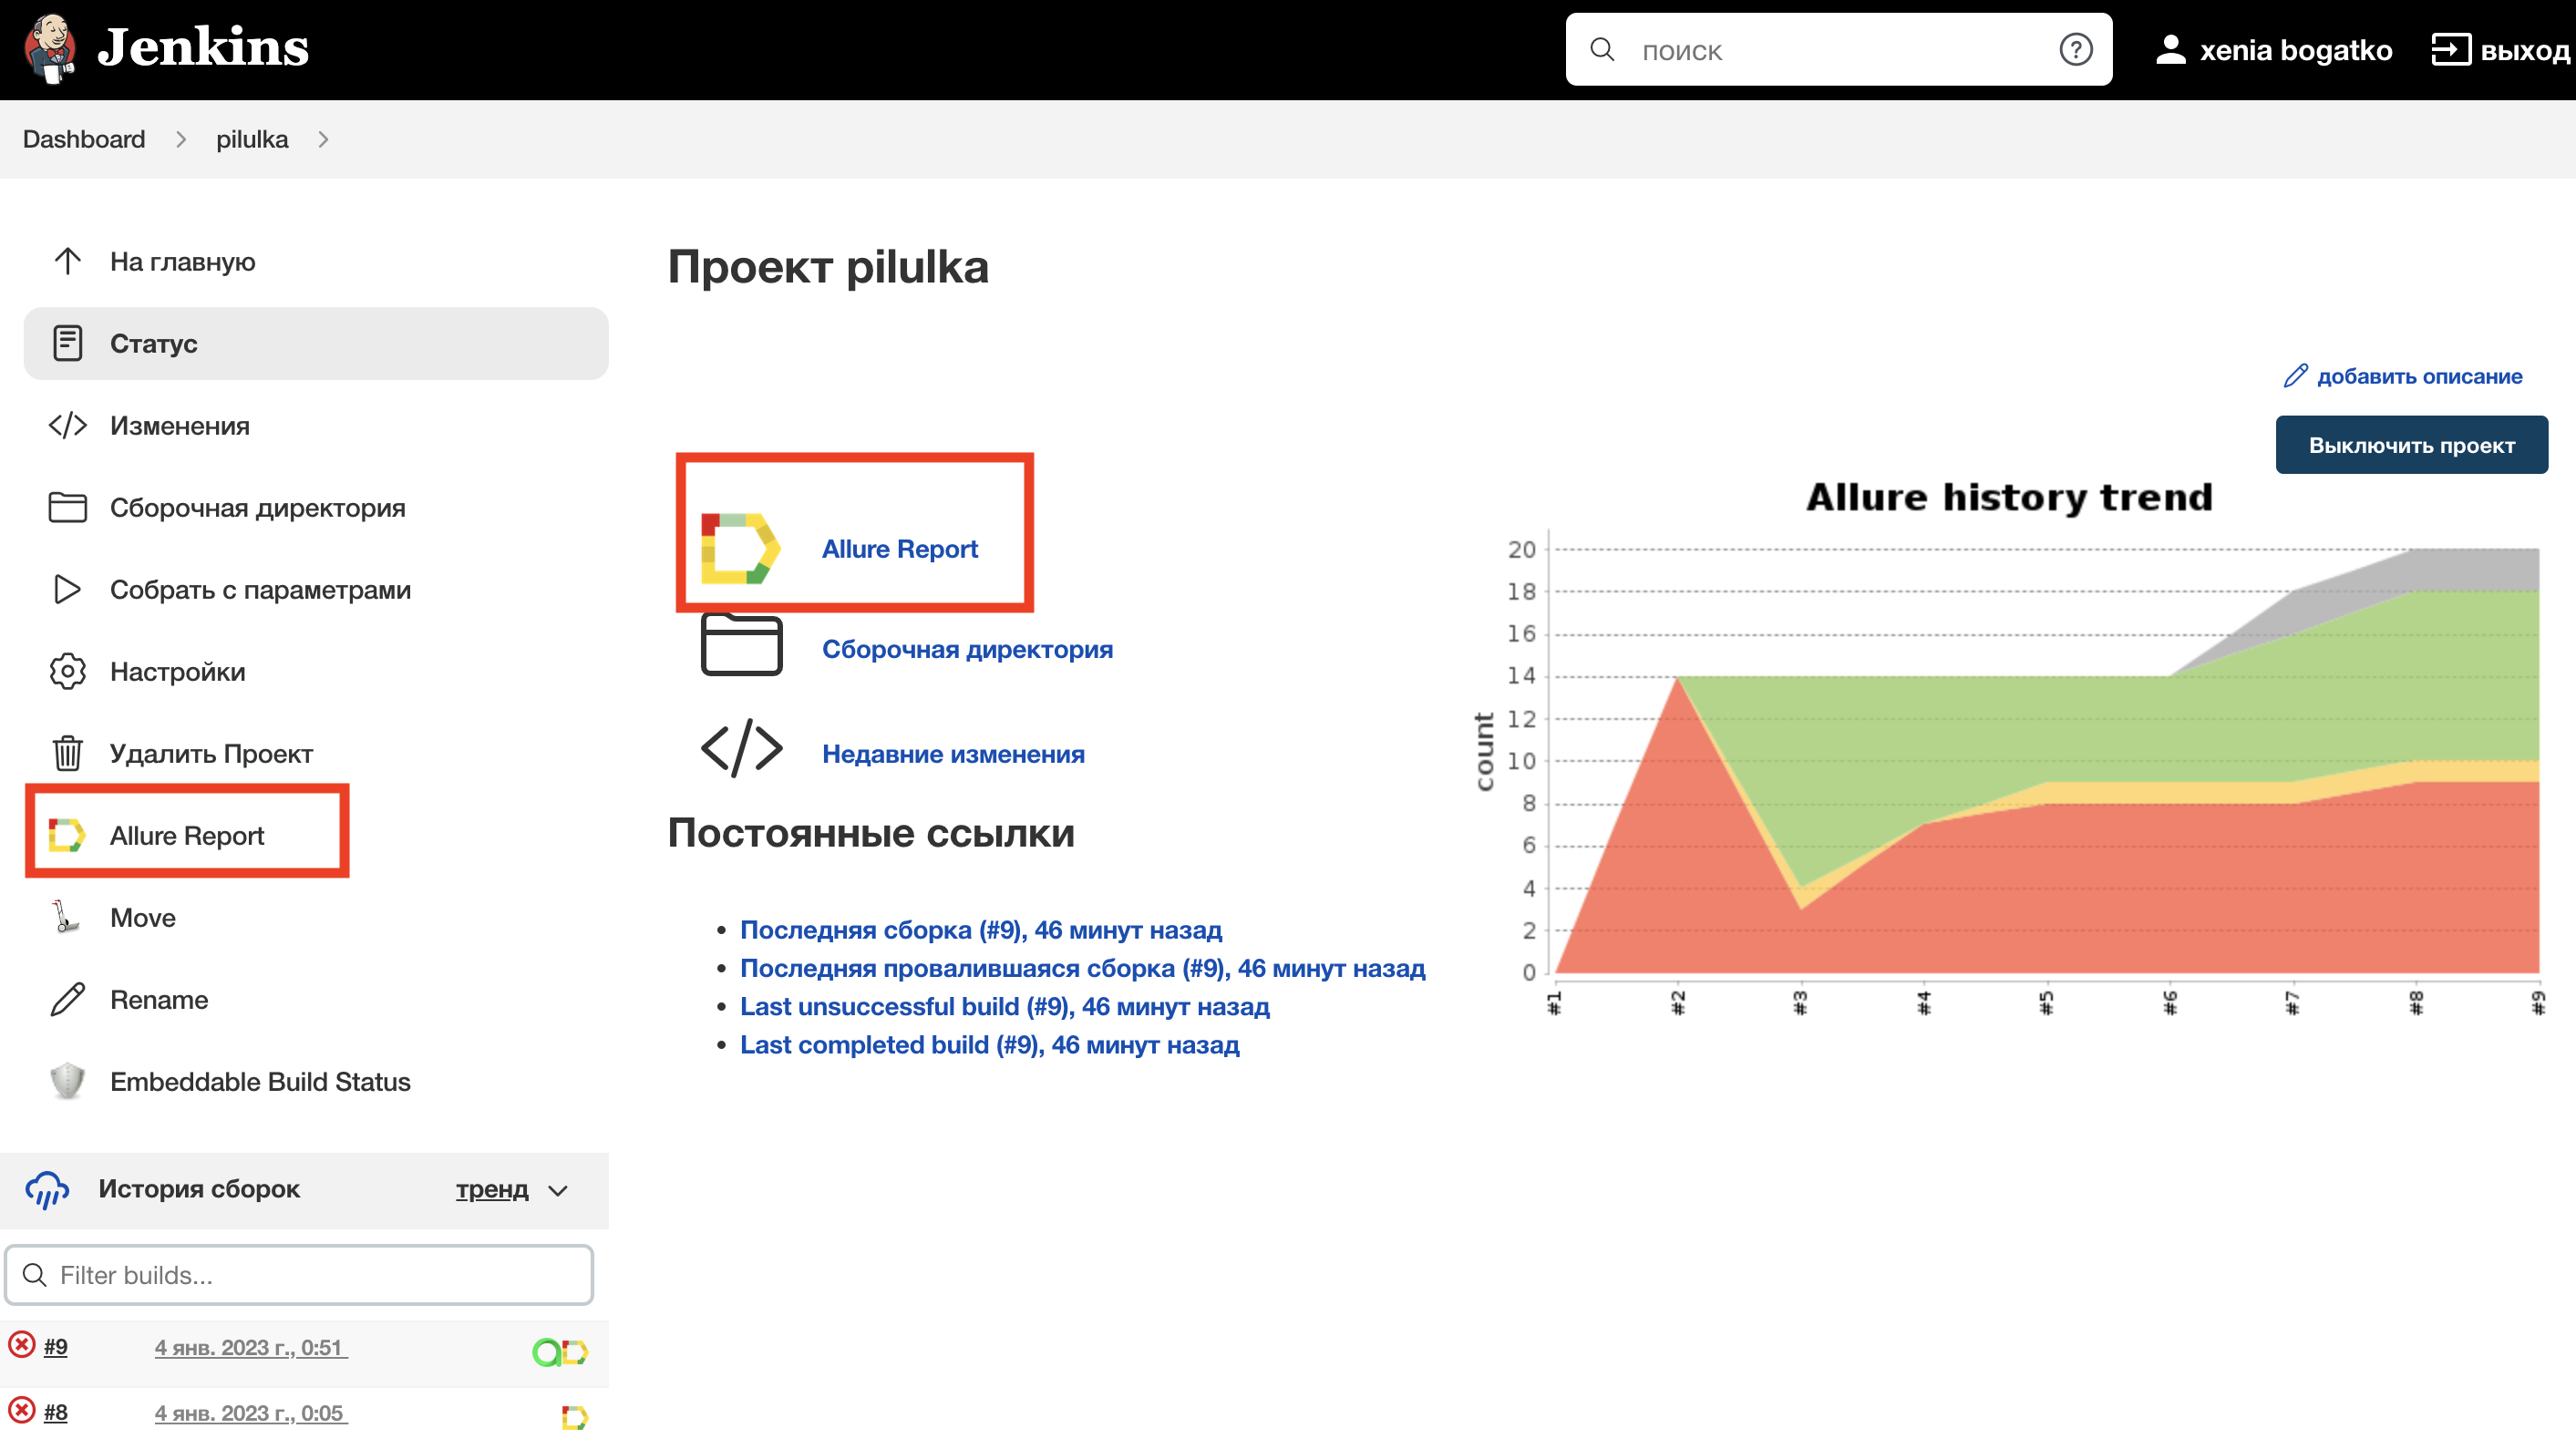 Jenkins
поиск
xenia bogatko
выход
Dashboard
pilulka
На главную
Статус
Изменения
Сборочная директория
Собрать с параметрами
Настройки
Удалить Проект
Allure Report
Move
Rename
Embeddable Build Status
История сборок
тренд
Filter builds...
#9
4 янв. 2023 г., 0:51
#8
4 янв. 2023 г., 0:05
Проект pilulka
добавить описание
Выключить проект
Allure Report
Сборочная директория
Недавние изменения
Постоянные ссылки
Последняя сборка (#9), 46 минут назад
Последняя провалившаяся сборка (#9), 46 минут назад
Last unsuccessful build (#9), 46 минут назад
Last completed build (#9), 46 минут назад
Allure history trend
count
20
18
16
14
12
10
8
6
4
2
0
#1
#2
#3
#4
#5
#6
#7
#8
#9